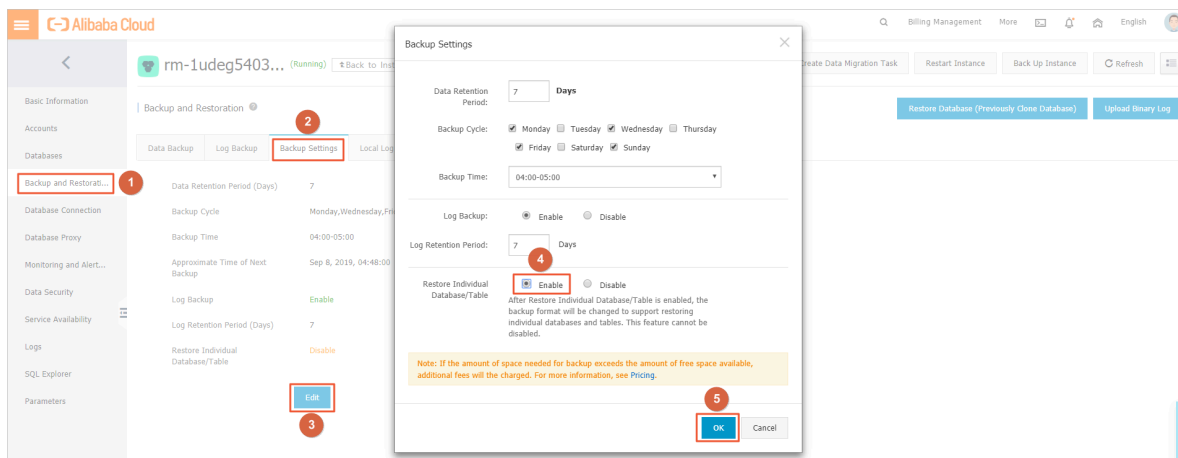 Alibaba Cloud
Billing Management More English
rm-1udeg5403... (Running) Back to Inst
Create Data Migration Task Restart Instance Back Up Instance Refresh
Basic Information
Accounts
Databases
Backup and Restorati... 1
Database Connection
Database Proxy
Monitoring and Alert...
Data Security
Service Availability
Logs
SQL Explorer
Parameters
Backup and Restoration
Restore Database (Previously Clone Database) Upload Binary Log
2
Data Backup Log Backup Backup Settings Local Log
Data Retention Period (Days) 7
Backup Cycle Monday,Wednesday,Fri
Backup Time 04:00-05:00
Approximate Time of Next Sep 8, 2019, 04:48:00
Backup
Log Backup Enable
Log Retention Period (Days) 7
Restore Individual Disable
Database/Table
Edit
3
Backup Settings
Data Retention 7 Days
Period:
Backup Cycle: Monday Tuesday Wednesday Thursday
Friday Saturday Sunday
Backup Time: 04:00-05:00
Log Backup: Enable Disable
Log Retention Period: 7 Days
4
Restore Individual Enable Disable
Database/Table
After Restore Individual Database/Table is enabled, the
backup format will be changed to support restoring
individual databases and tables. This feature cannot be
disabled.
Note: If the amount of space needed for backup exceeds the amount of free space available,
additional fees will the charged. For more information, see Pricing.
5
OK Cancel